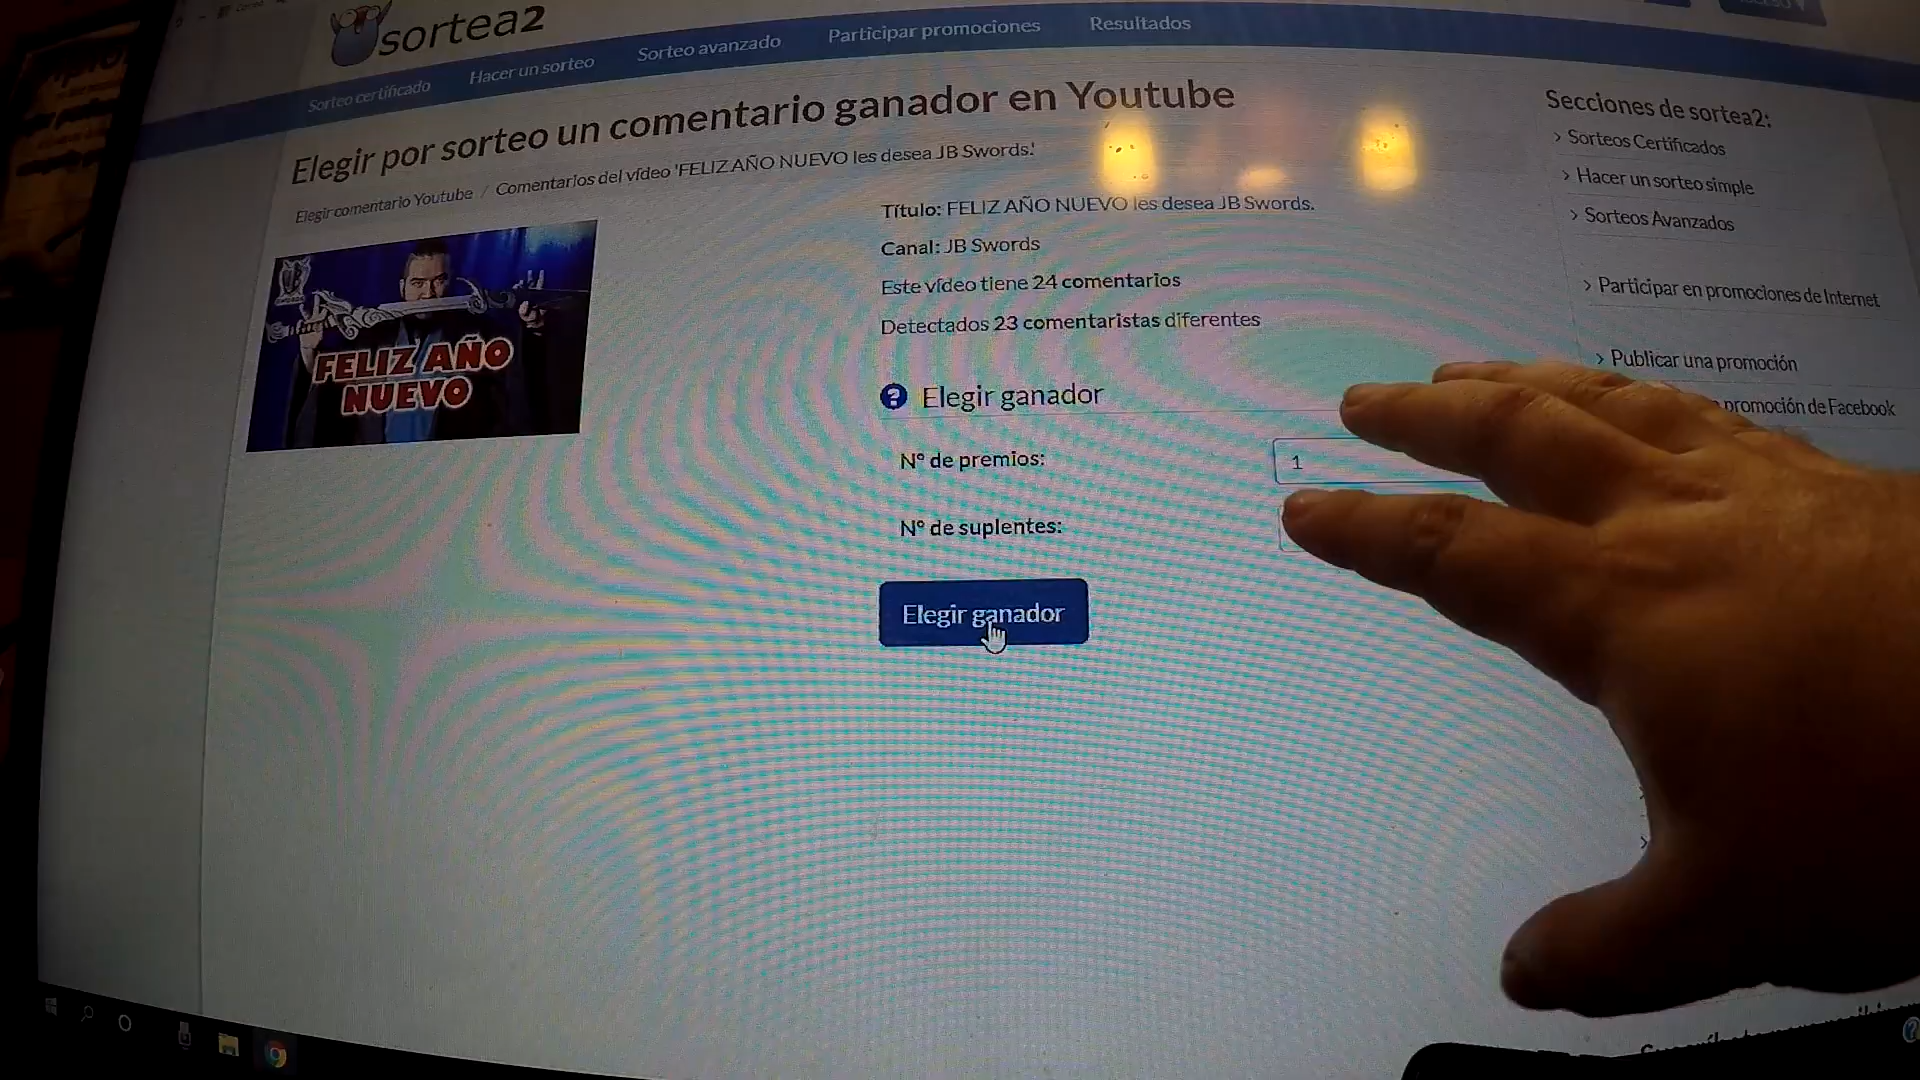 sortea2
Sorteo certificado
Hacer un sorteo
Sorteo avanzado
Participar promociones
Resultados
Elegir por sorteo un comentario ganador en Youtube
Elegir comentario Youtube / Comentarios del vídeo 'FELIZ AÑO NUEVO les desea JB Swords.'
FELIZ AÑO
NUEVO
Título: FELIZ AÑO NUEVO les desea JB Swords.
Canal: JB Swords
Este vídeo tiene 24 comentarios
Detectados 23 comentaristas diferentes
? Elegir ganador
Nº de premios:
1
Nº de suplentes:
Elegir ganador
Secciones de sortea2:
› Sorteos Certificados
› Hacer un sorteo simple
› Sorteos Avanzados
› Participar en promociones de Internet
› Publicar una promoción
promoción de Facebook